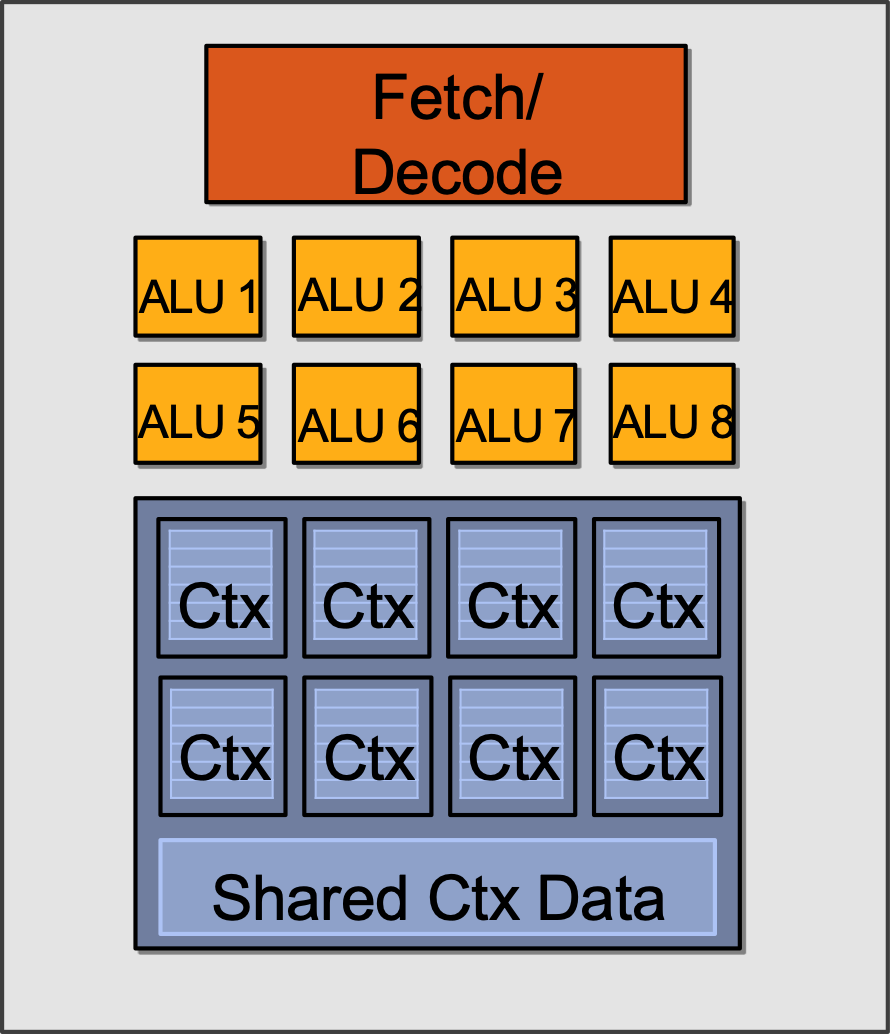 Fetch/
Decode
ALU 1 ALU 2 ALU 3 ALU 4
ALU 5 ALU 6 ALU 7 ALU 8
Ctx Ctx Ctx Ctx
Ctx Ctx Ctx Ctx
Shared Ctx Data